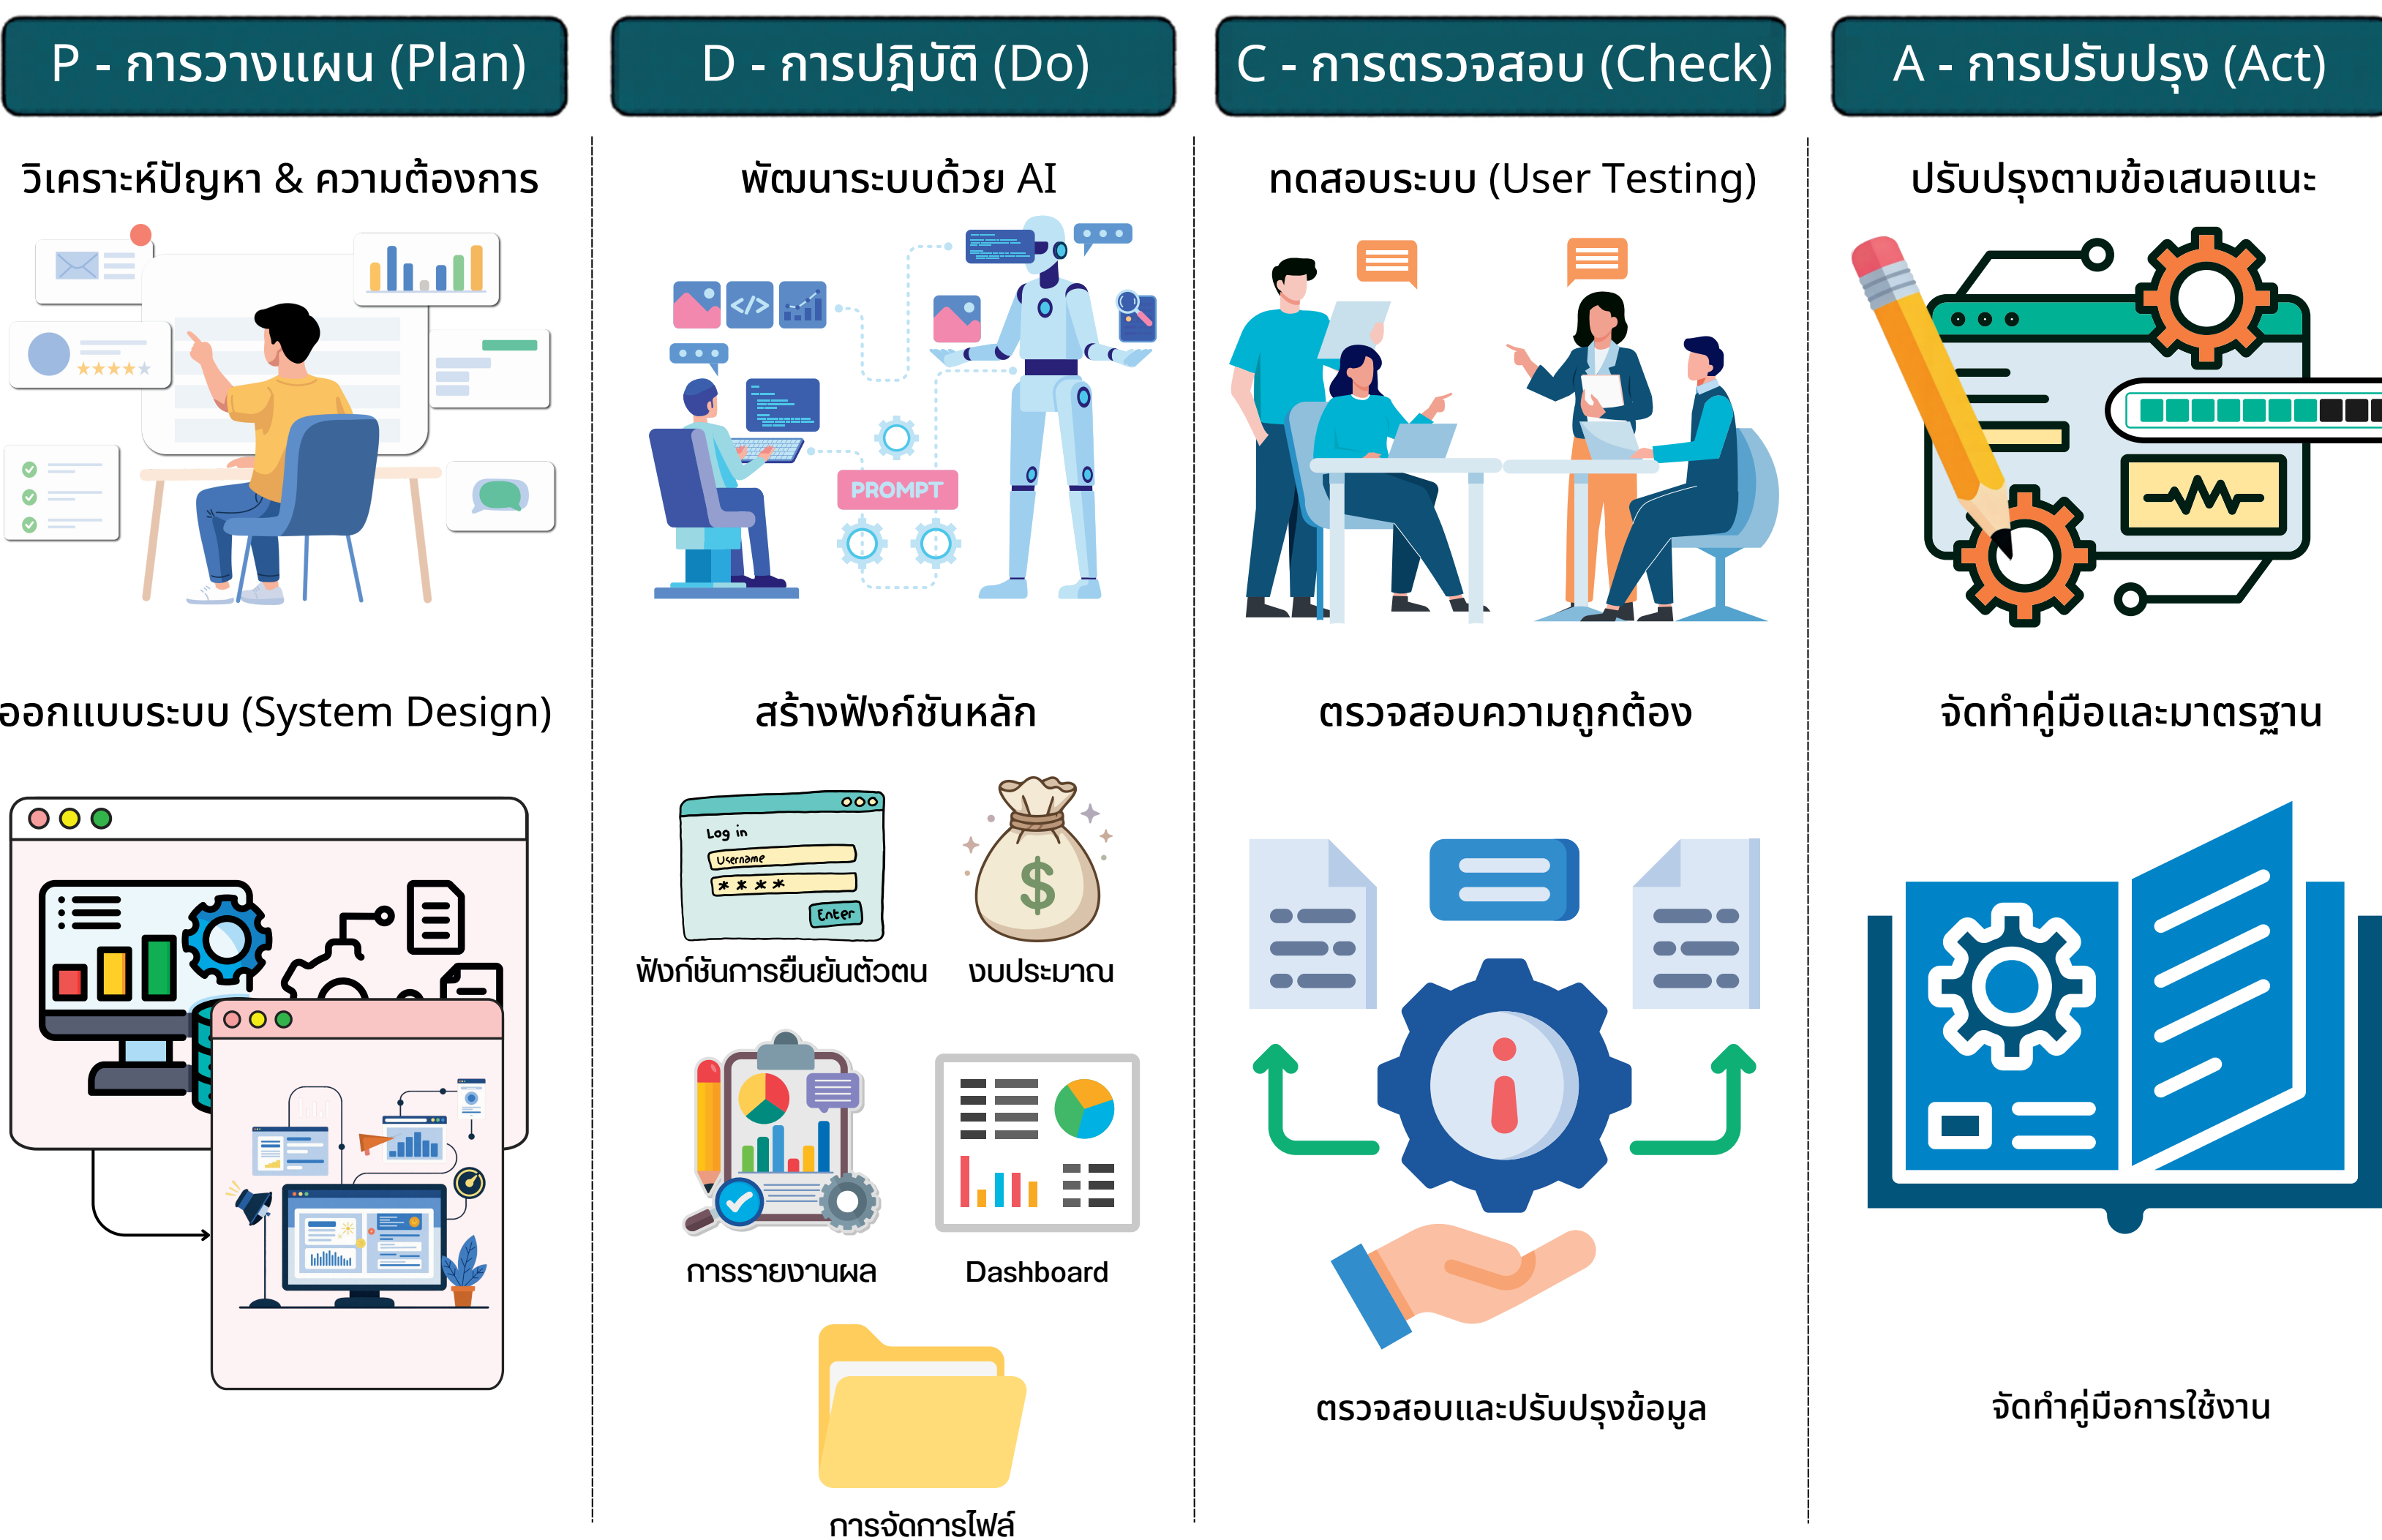 P - การวางแผน (Plan)
วิเคราะห์ปัญหา & ความต้องการ
ออกแบบระบบ (System Design)
D - การปฎิบัติ (Do)
พัฒนาระบบด้วย AI
PROMPT
สร้างฟังก์ชันหลัก
Log in
Username
****
Enter
ฟังก์ชันการยืนยันตัวตน
งบประมาณ
การรายงานผล
Dashboard
การจัดการไฟล์
C - การตรวจสอบ (Check)
ทดสอบระบบ (User Testing)
ตรวจสอบความถูกต้อง
ตรวจสอบและปรับปรุงข้อมูล
A - การปรับปรุง (Act)
ปรับปรุงตามข้อเสนอแนะ
จัดทำคู่มือและมาตรฐาน
จัดทำคู่มือการใช้งาน